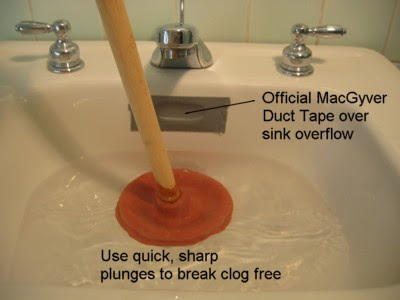 Official MacGyver
Duct Tape over
sink overflow
Use quick, sharp
plunges to break clog free